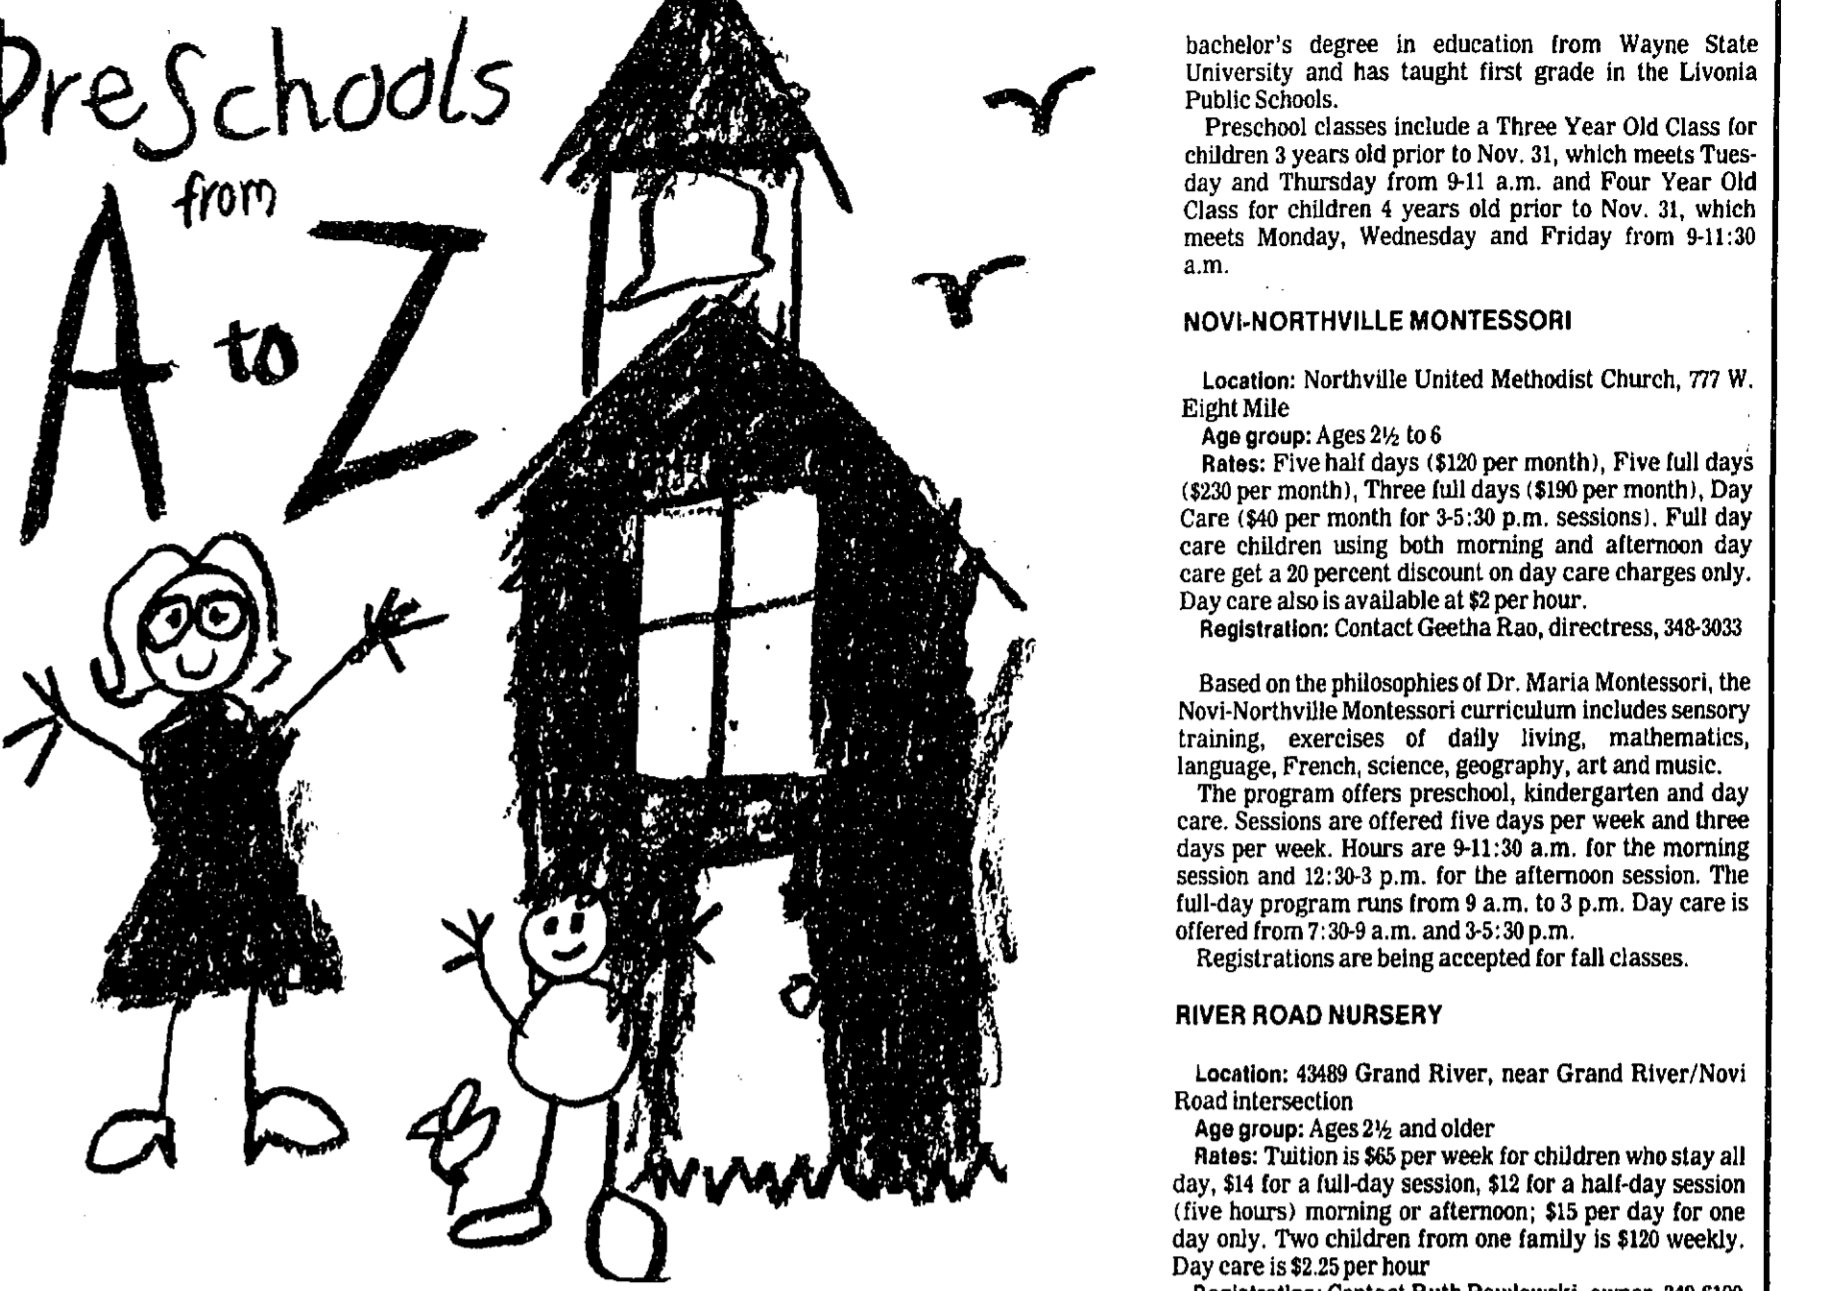 Preschools
from
A to Z
bachelor's degree in education from Wayne State
University and has taught first grade in the Livonia
Public Schools.
Preschool classes include a Three Year Old Class for
children 3 years old prior to Nov. 31, which meets Tues-
day and Thursday from 9-11 a.m. and Four Year Old
Class for children 4 years old prior to Nov. 31, which
meets Monday, Wednesday and Friday from 9-11:30
a.m.
NOVI-NORTHVILLE MONTESSORI
Location: Northville United Methodist Church, 777 W.
Eight Mile
Age group: Ages 2½ to 6
Rates: Five half days ($120 per month), Five full days
($230 per month), Three full days ($190 per month), Day
Care ($40 per month for 3-5:30 p.m. sessions). Full day
care children using both morning and afternoon day
care get a 20 percent discount on day care charges only.
Day care also is available at $2 per hour.
Registration: Contact Geetha Rao, directress, 348-3033
Based on the philosophies of Dr. Maria Montessori, the
Novi-Northville Montessori curriculum includes sensory
training, exercises of daily living, mathematics,
language, French, science, geography, art and music.
The program offers preschool, kindergarten and day
care. Sessions are offered five days per week and three
days per week. Hours are 9-11:30 a.m. for the morning
session and 12:30-3 p.m. for the afternoon session. The
full-day program runs from 9 a.m. to 3 p.m. Day care is
offered from 7:30-9 a.m. and 3-5:30 p.m.
Registrations are being accepted for fall classes.
RIVER ROAD NURSERY
Location: 43489 Grand River, near Grand River/Novi
Road intersection
Age group: Ages 2½ and older
Rates: Tuition is $65 per week for children who stay all
day, $14 for a full-day session, $12 for a half-day session
(five hours) morning or afternoon; $15 per day for one
day only. Two children from one family is $120 weekly.
Day care is $2.25 per hour
Registration: Contact Ruth